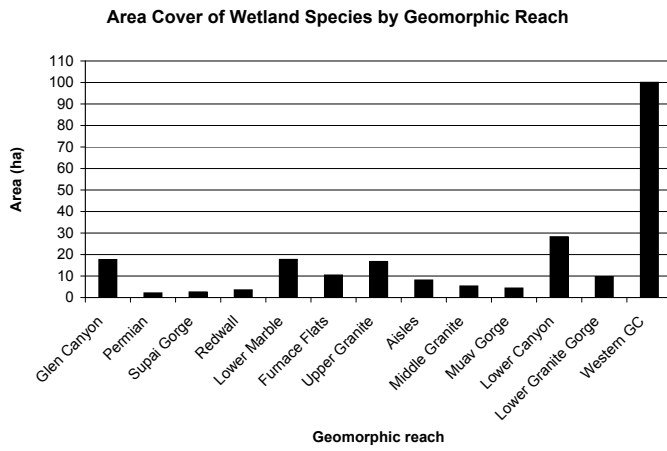 Area Cover of Wetland Species by Geomorphic Reach
110
100
90
80
70
60
50
40
30
20
10
0
Area (ha)
Glen Canyon
Permian
Supai Gorge
Redwall
Lower Marble
Furnace Flats
Upper Granite
Aisles
Middle Granite
Muav Gorge
Lower Canyon
Lower Granite Gorge
Western GC
Geomorphic reach